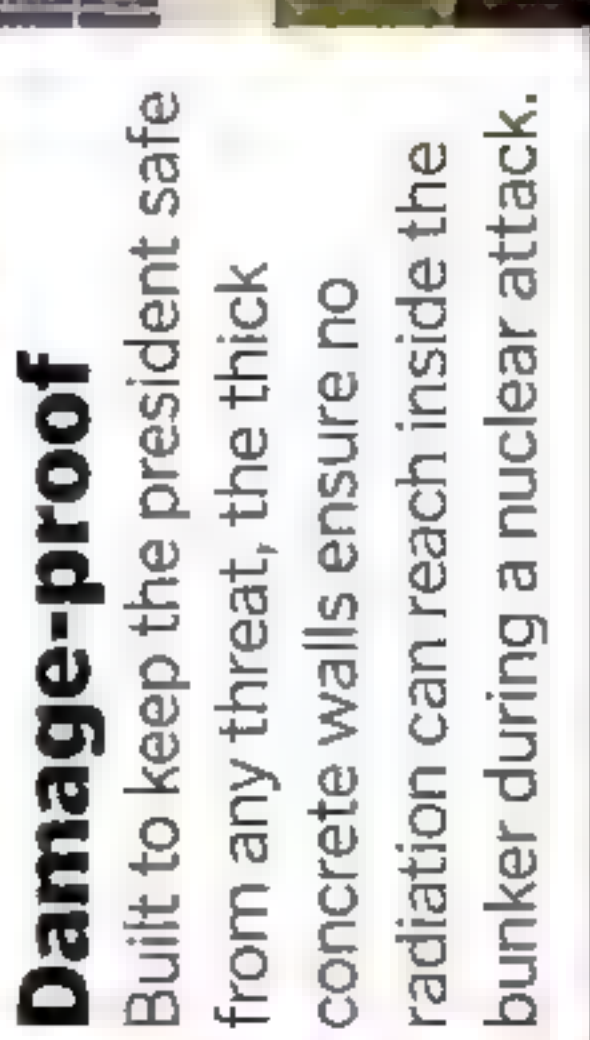 Damage-proof
Built to keep the president safe
from any threat, the thick
concrete walls ensure no
radiation can reach inside the
bunker during a nuclear attack.